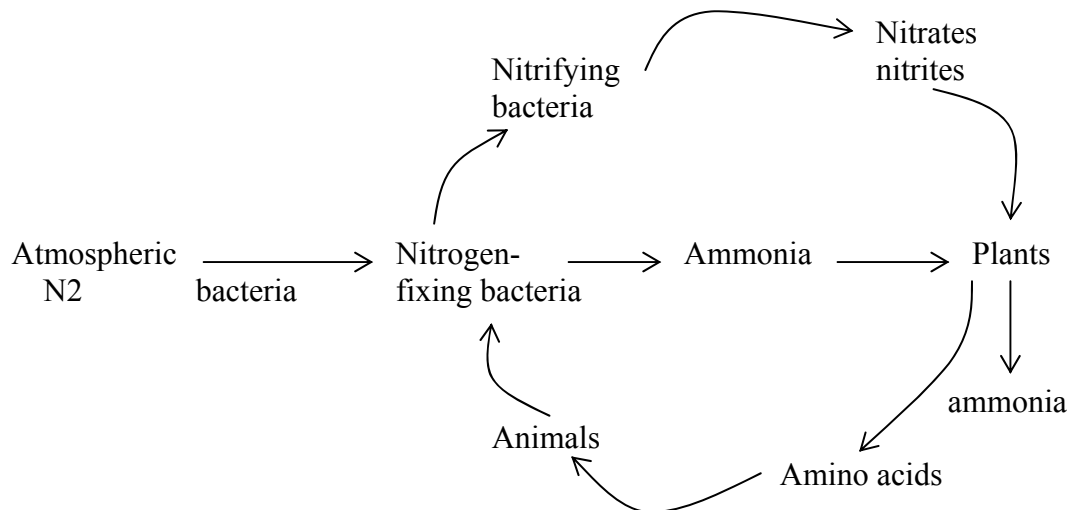 Nitrates
nitrites
Nitrifying
bacteria
Atmospheric
N2
bacteria
Nitrogen-
fixing bacteria
Ammonia
Plants
ammonia
Animals
Amino acids